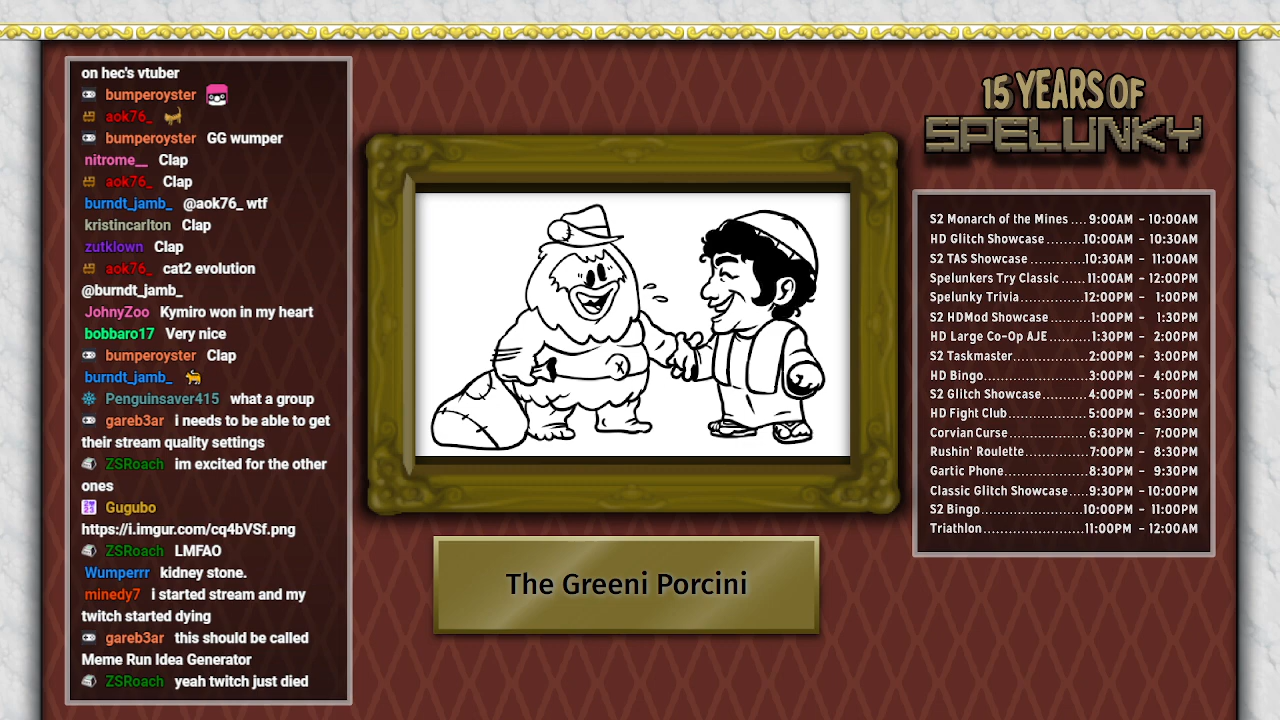 on hec's vtuber
bumperoyster
aok76_
bumperoyster GG wumper
nitrome__ Clap
aok76_ Clap
burndt_jamb_ @aok76_ wtf
kristincarlton Clap
zutklown Clap
aok76_ cat2 evolution
@burndt_jamb_
JohnyZoo Kymiro won in my heart
bobbaro17 Very nice
bumperoyster Clap
burndt_jamb_
Penguinsaver415 what a group
gareb3ar i needs to be able to get
their stream quality settings
ZSRoach im excited for the other
ones
Gugubo
https://i.imgur.com/cq4bVSf.png
ZSRoach LMFAO
Wumperrr kidney stone.
minedy7 i started stream and my
twitch started dying
gareb3ar this should be called
Meme Run Idea Generator
ZSRoach yeah twitch just died
The Greeni Porcini
15 YEARS OF
SPELUNKY
S2 Monarch of the Mines .... 9:00AM - 10:00AM
HD Glitch Showcase ........ 10:00AM - 10:30AM
S2 TAS Showcase ............ 10:30AM - 11:00AM
Spelunkers Try Classic ...... 11:00AM - 12:00PM
Spelunky Trivia ................ 12:00PM - 1:00PM
S2 HDMod Showcase ......... 1:00PM - 1:30PM
HD Large Co-Op AJE .......... 1:30PM - 2:00PM
S2 Taskmaster .................. 2:00PM - 3:00PM
HD Bingo ......................... 3:00PM - 4:00PM
S2 Glitch Showcase ........... 4:00PM - 5:00PM
HD Fight Club ................... 5:00PM - 6:30PM
Corvian Curse ................... 6:30PM - 7:00PM
Rushin' Roulette ............... 7:00PM - 8:30PM
Gartic Phone .................... 8:30PM - 9:30PM
Classic Glitch Showcase ..... 9:30PM - 10:00PM
S2 Bingo ......................... 10:00PM - 11:00PM
Triathlon ........................ 11:00PM - 12:00AM